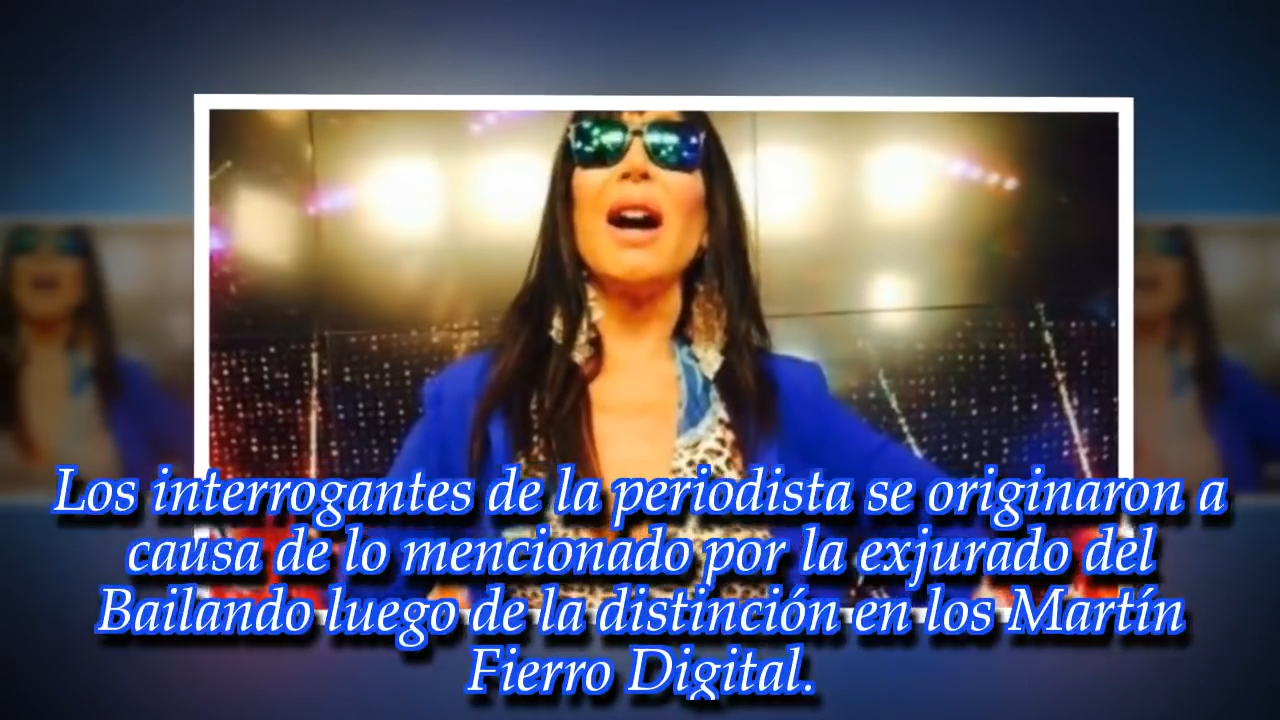 Los interrogantes de la periodista se originaron a
causa de lo mencionado por la exjurado del
Bailando luego de la distinción en los Martín
Fierro Digital.